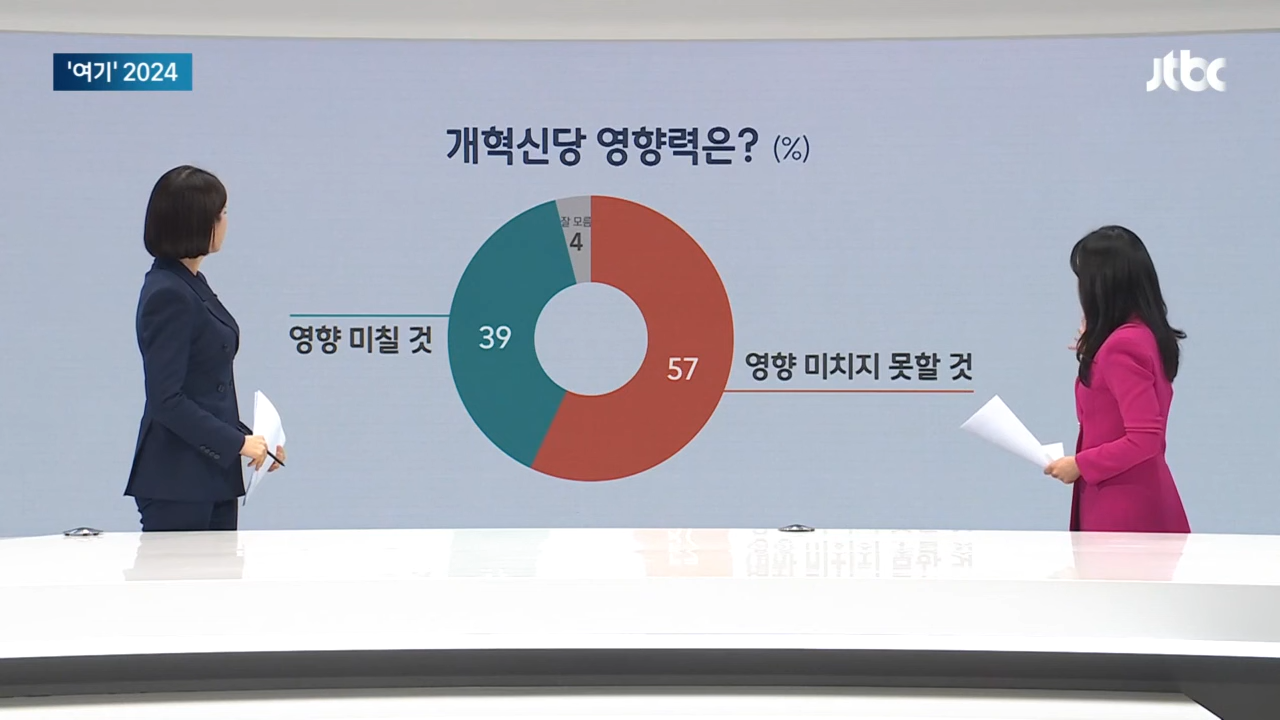 '여기' 2024
jtbc
개혁신당 영향력은? (%)
잘 모름
4
39
영향 미칠 것
57
영향 미치지 못할 것